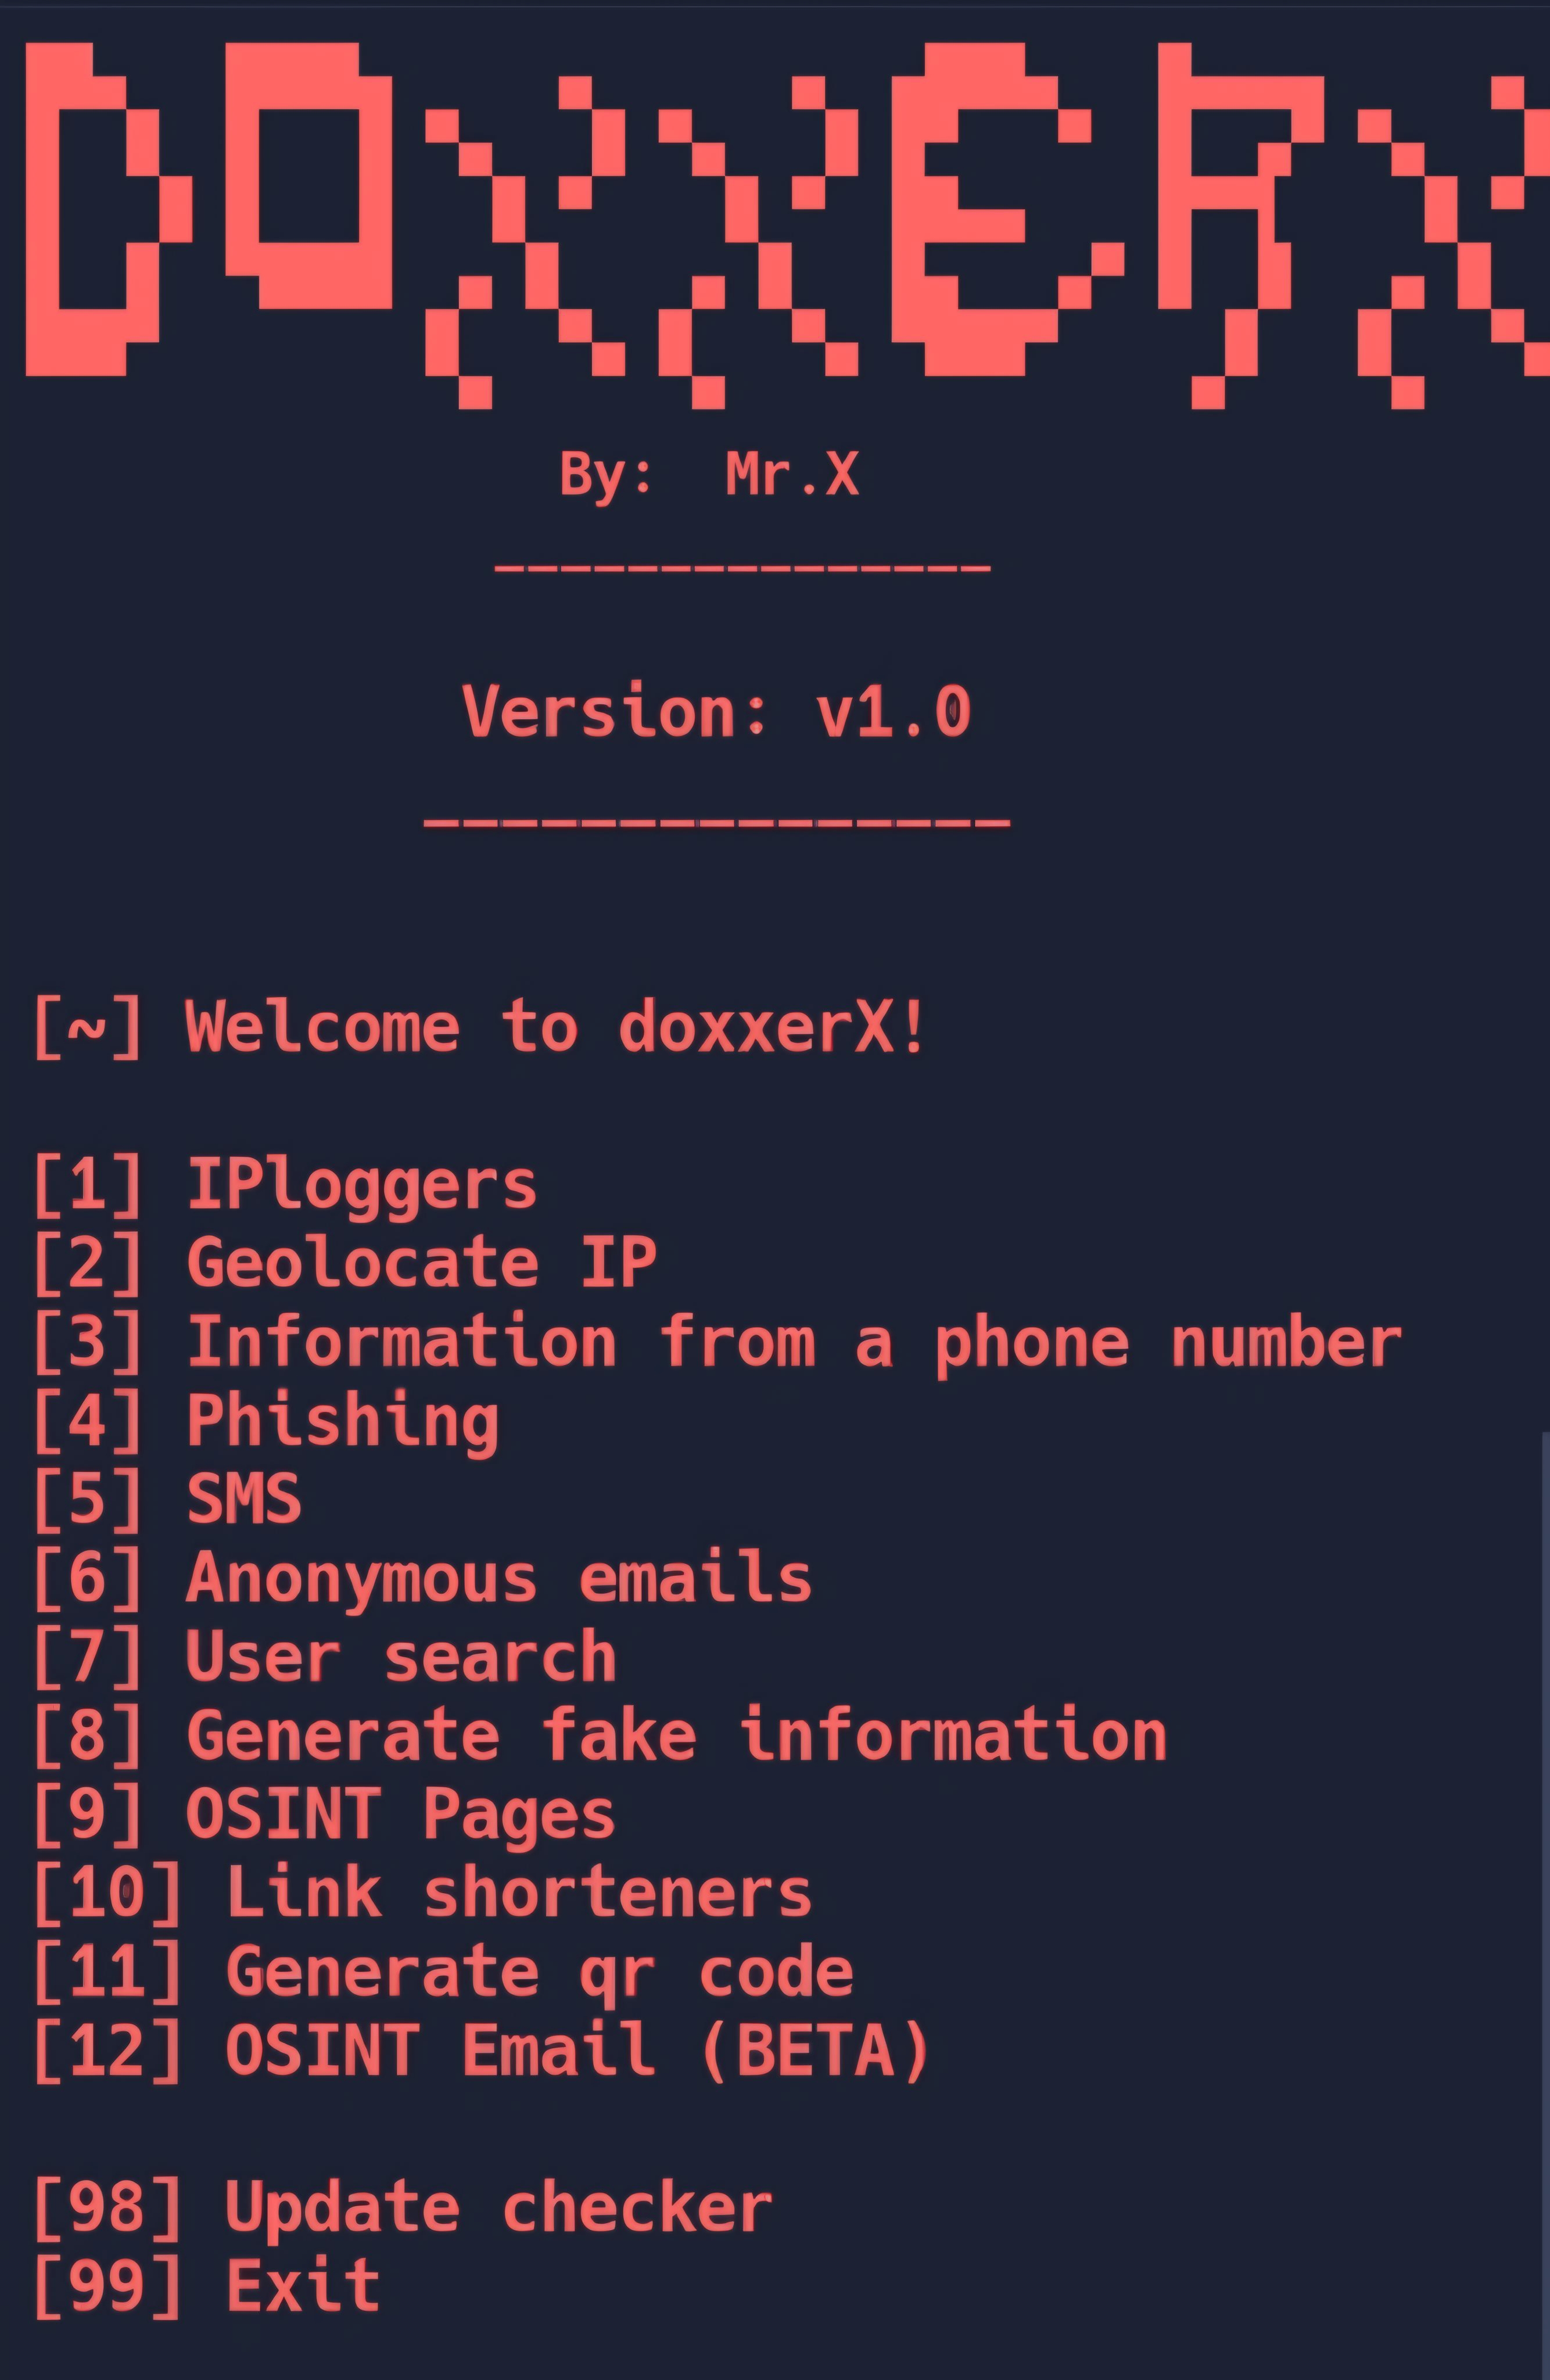 DOXXERX
By: Mr.X
_______________
Version: v1.0
_______________
[~] Welcome to doxxerX!
[1] IPloggers
[2] Geolocate IP
[3] Information from a phone number
[4] Phishing
[5] SMS
[6] Anonymous emails
[7] User search
[8] Generate fake information
[9] OSINT Pages
[10] Link shorteners
[11] Generate qr code
[12] OSINT Email (BETA)
[98] Update checker
[99] Exit